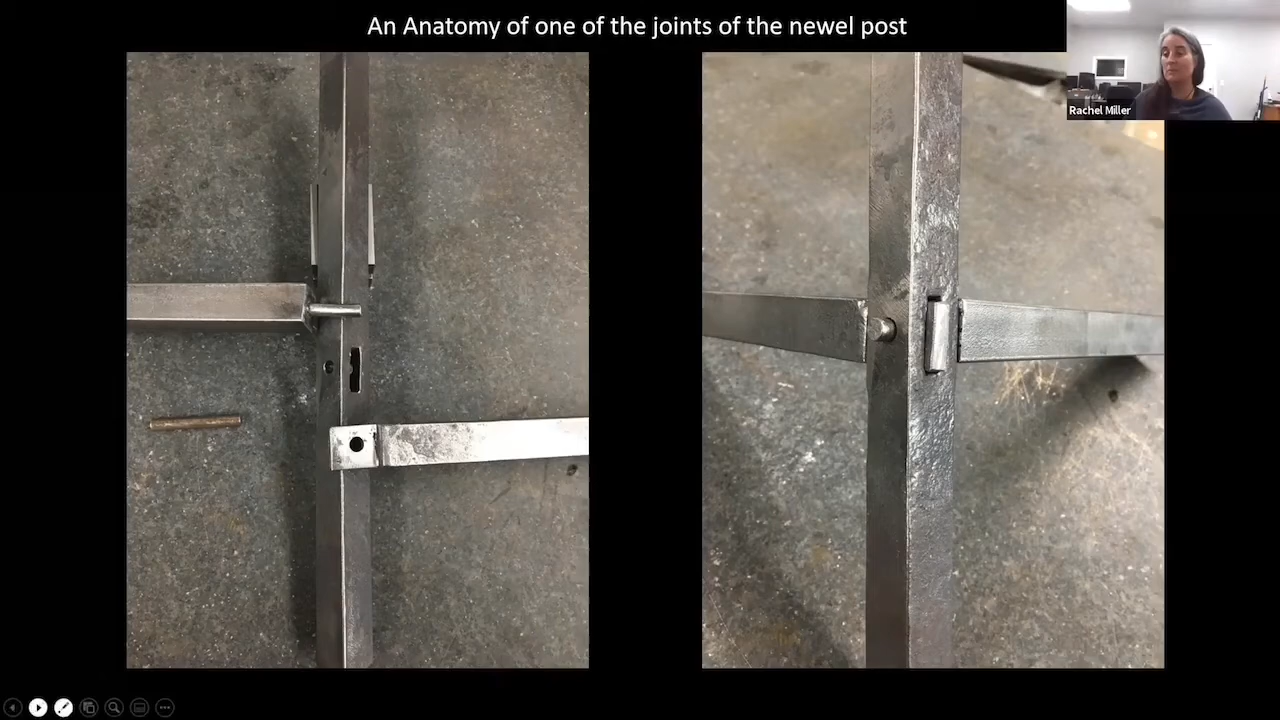 An Anatomy of one of the joints of the newel post
Rachel Miller